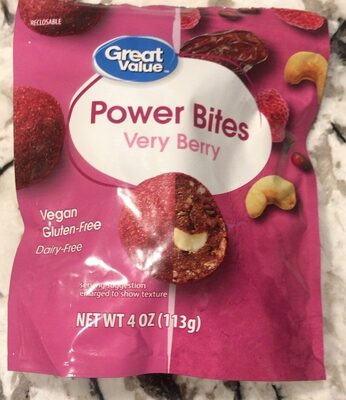 RECLOSABLE
Great
Value™
Power Bites
Very Berry
Vegan
Gluten-Free
Dairy-Free
serving suggestion
enlarged to show texture
NET WT 4 OZ (113g)